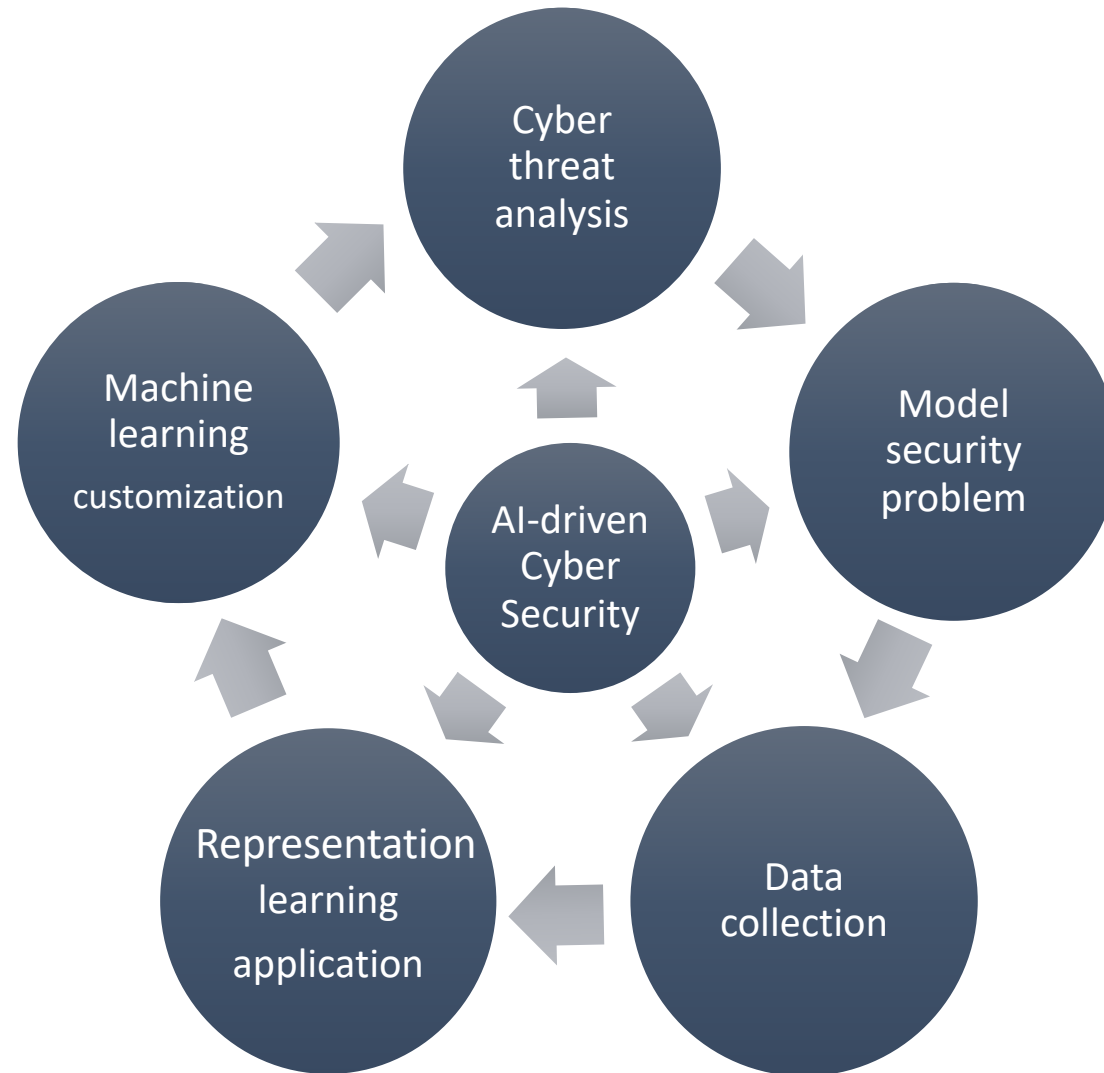 Cyber
threat
analysis
Model
security
problem
Data
collection
Representation
learning
application
Machine
learning
customization
AI-driven
Cyber
Security